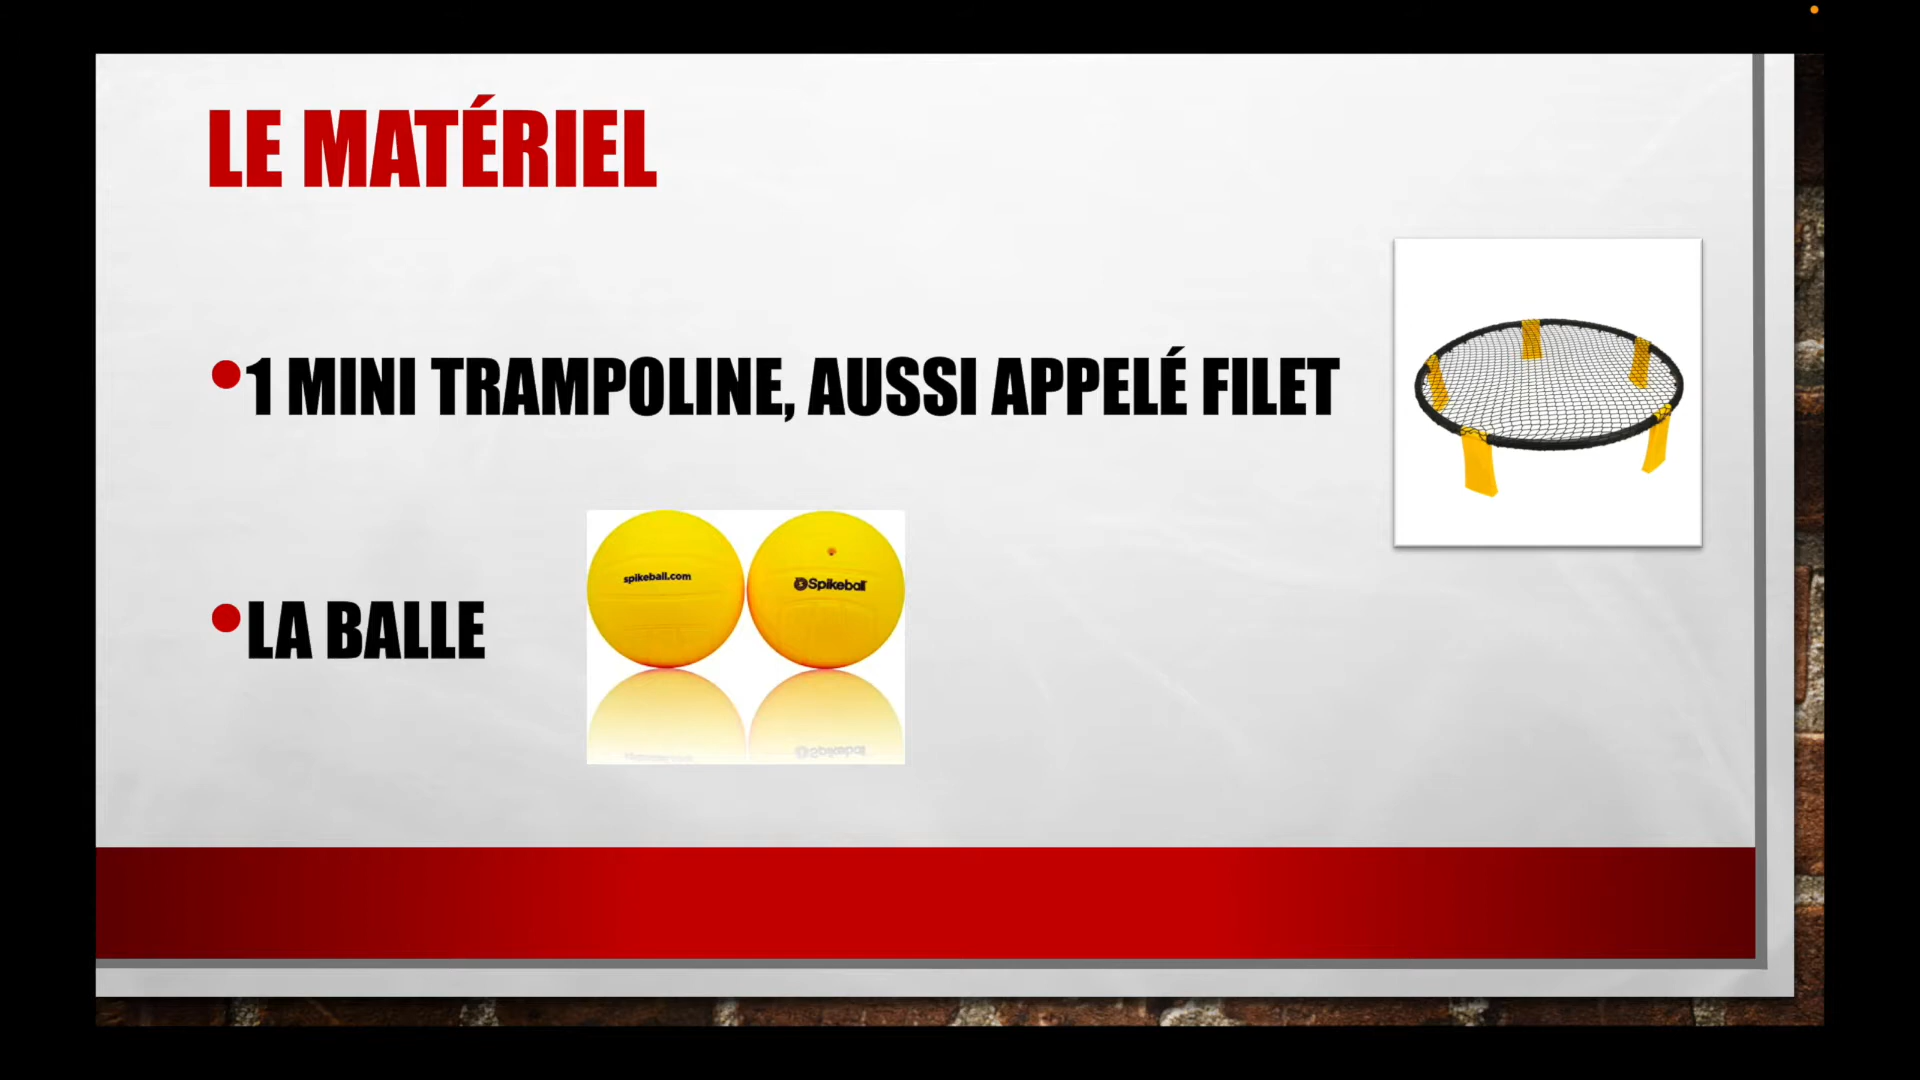 LE MATÉRIEL
•1 MINI TRAMPOLINE, AUSSI APPELÉ FILET
•LA BALLE
spikeball.com
Spikeball